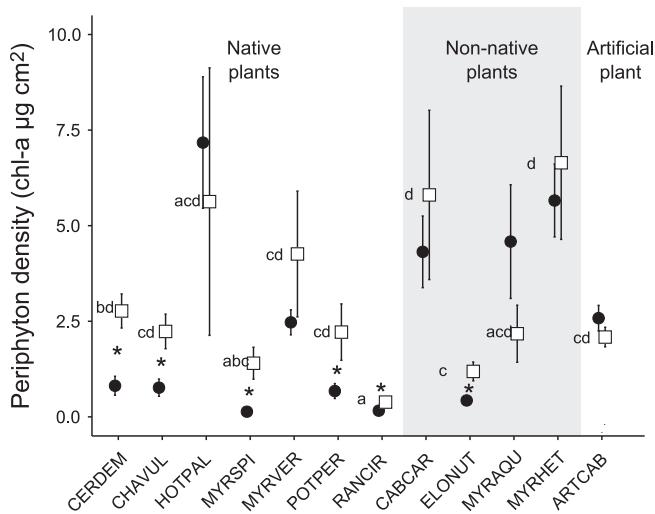 Periphyton density (chl-a µg cm2)
10.0
7.5
5.0
2.5
0.0
Native
plants
Non-native
plants
Artificial
plant
bd
*
cd
*
acd
abc
*
cd
cd
*
a
*
d
c
*
acd
d
cd
CERDEM
CHAVUL
HOTPAL
MYRSPI
MYRVER
POTPER
RANCIR
CABCAR
ELONUT
MYRAQU
MYRHET
ARTCAB